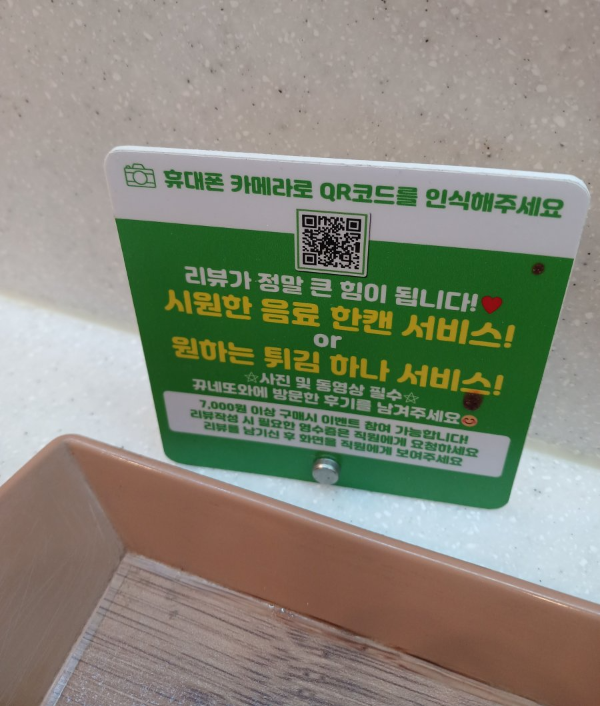 휴대폰 카메라로 QR코드를 인식해주세요
리뷰가 정말 큰 힘이 됩니다!
시원한 음료 한캔 서비스!
or
원하는 튀김 하나 서비스!
☆사진 및 동영상 필수☆
뀨네또와에 방문한 후기를 남겨주세요
7,000원 이상 구매시 이벤트 참여 가능합니다!
리뷰작성 시 필요한 영수증은 직원에게 요청하세요
리뷰를 남기신 후 화면을 직원에게 보여주세요